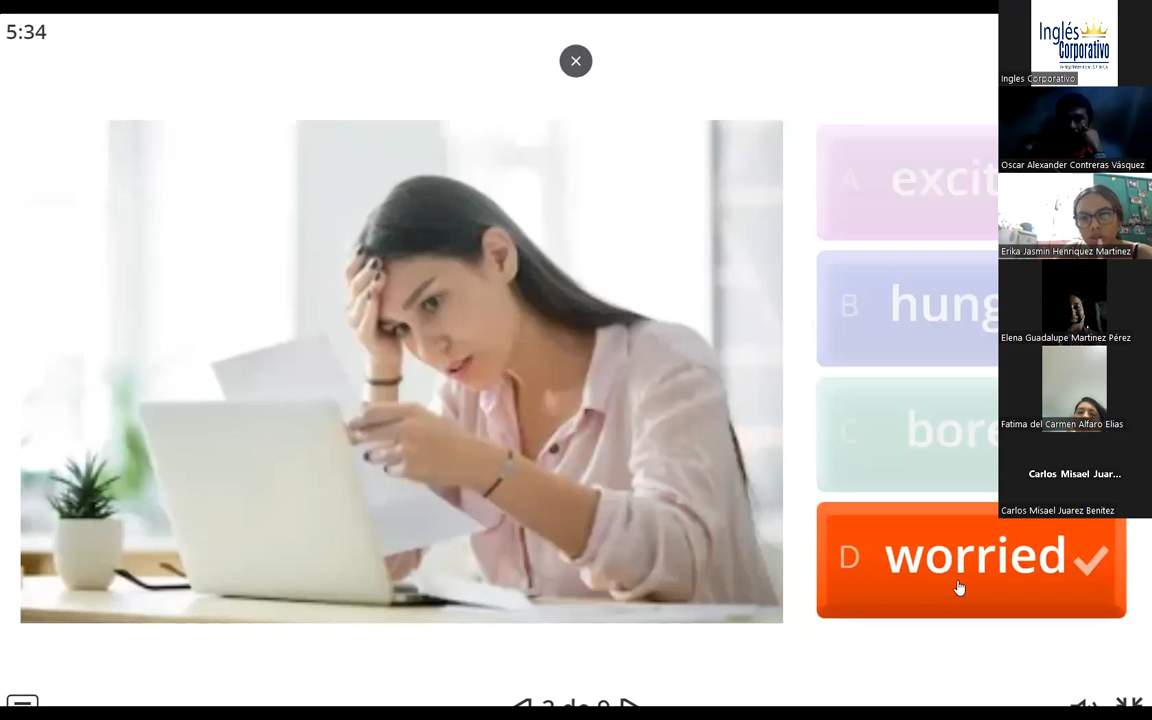 5:34
A excit
B hung
C bor
D worried
Inglés
Corporativo
Ingles Corporativo
Oscar Alexander Contreras Vásquez
Erika Jasmin Henriquez Martinez
Elena Guadalupe Martinez Pérez
Fatima del Carmen Alfaro Elias
Carlos Misael Juar...
Carlos Misael Juarez Benitez